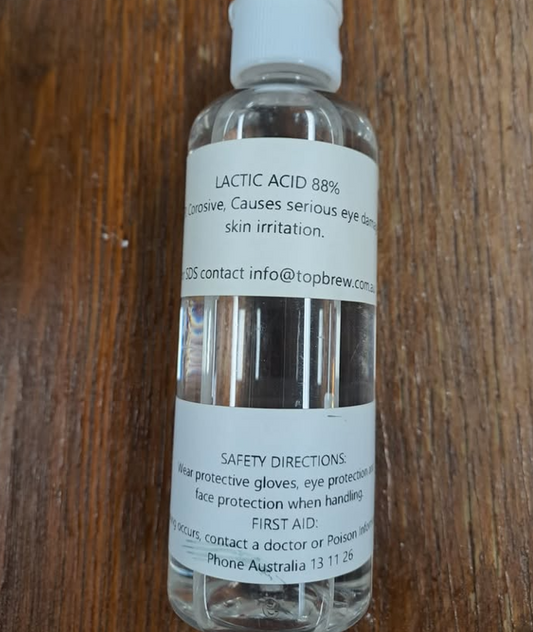 LACTIC ACID 88%
Corosive, Causes serious eye
skin irritation.
SDS contact info@topbrew.com.au
SAFETY DIRECTIONS:
Wear protective gloves, eye protection
face protection when handling.
FIRST AID:
occurs, contact a doctor or Poison
Phone Australia 13 11 26